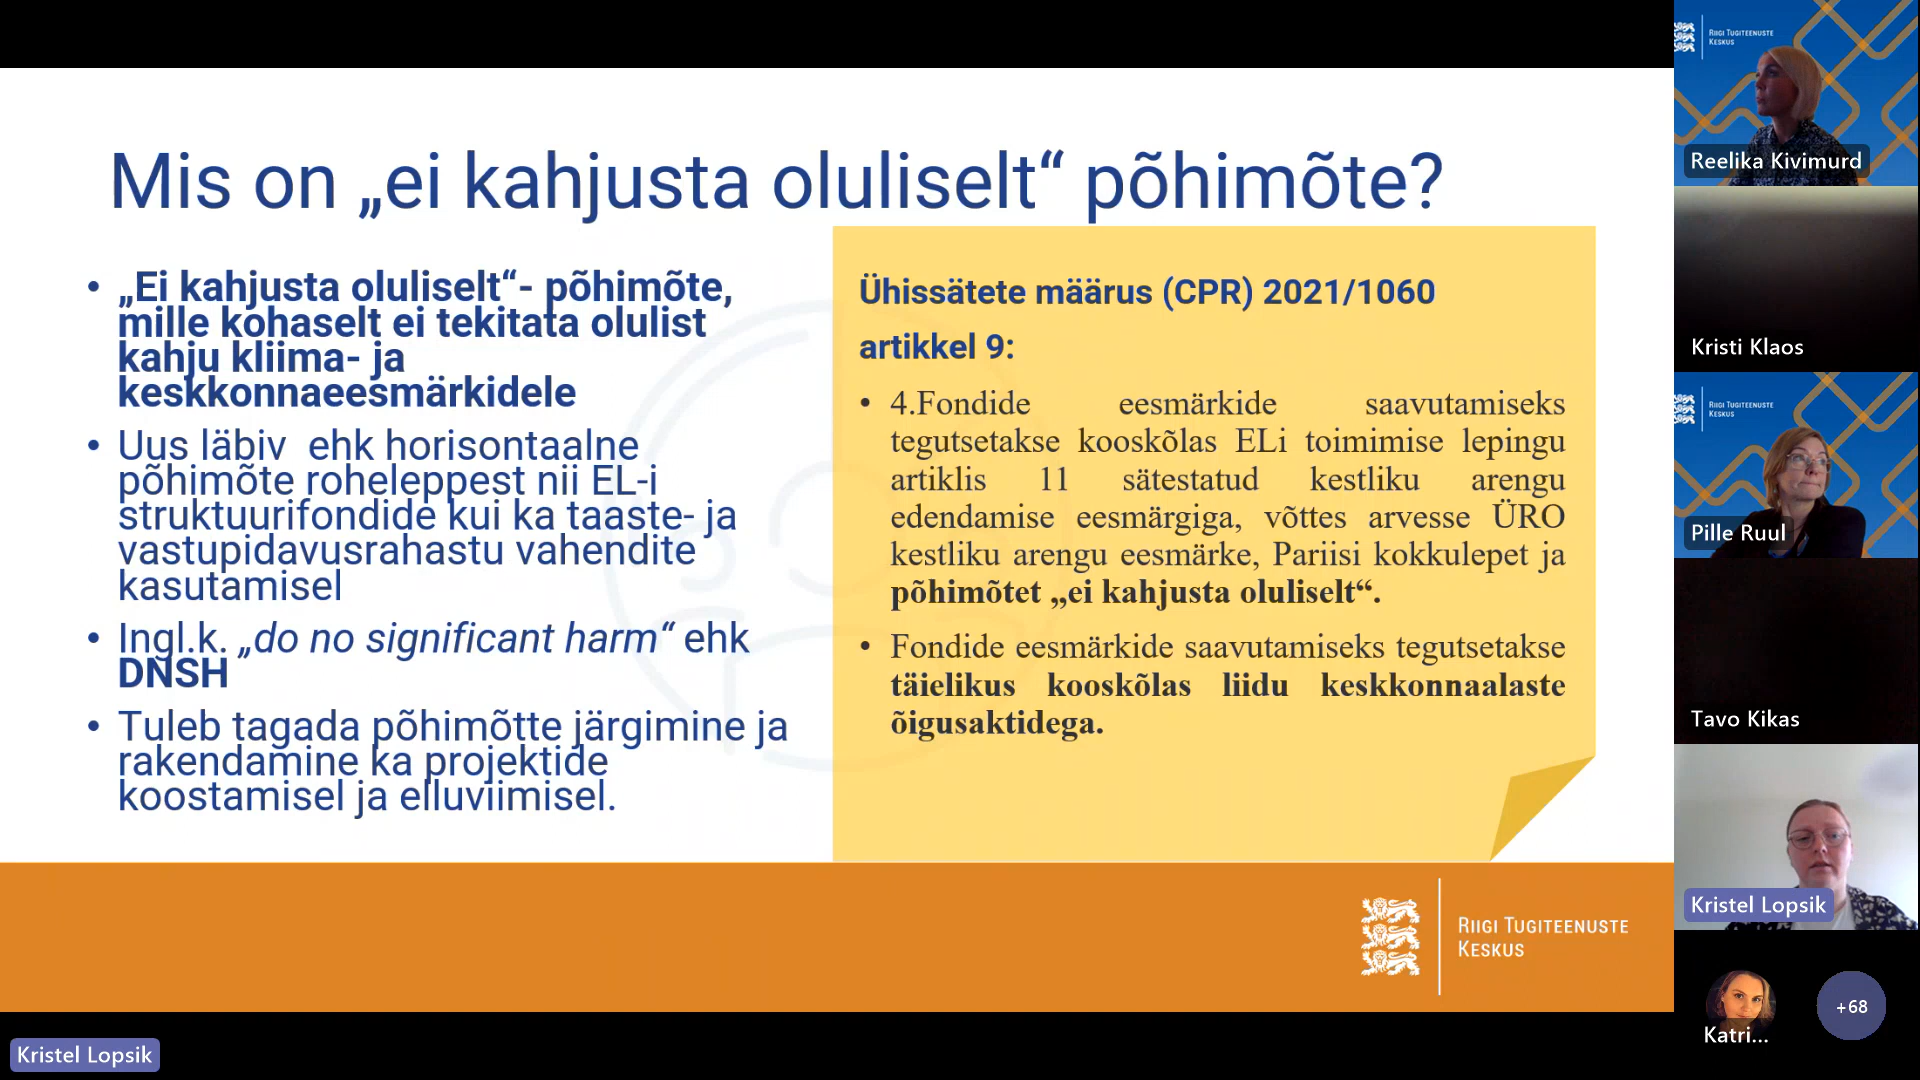 Mis on „ei kahjusta oluliselt“ põhimõte?
• „Ei kahjusta oluliselt“- põhimõte,
mille kohaselt ei tekitata olulist
kahju kliima- ja
keskkonnaeesmärkidele
• Uus läbiv ehk horisontaalne
põhimõte roheleppest nii EL-i
struktuurifondide kui ka taaste- ja
vastupidavusrahastu vahendite
kasutamisel
• Ingl.k. „do no significant harm“ ehk
DNSH
• Tuleb tagada põhimõtte järgimine ja
rakendamine ka projektide
koostamisel ja elluviimisel.
Ühissätete määrus (CPR) 2021/1060
artikkel 9:
• 4.Fondide eesmärkide saavutamiseks
tegutsetakse kooskõlas ELi toimimise lepingu
artiklis 11 sätestatud kestliku arengu
edendamise eesmärgiga, võttes arvesse ÜRO
kestliku arengu eesmärke, Pariisi kokkulepet ja
põhimõtet „ei kahjusta oluliselt“.
• Fondide eesmärkide saavutamiseks tegutsetakse
täielikus kooskõlas liidu keskkonnaalaste
õigusaktidega.
RIIGI TUGITEENUSTE
KESKUS
Kristel Lopsik
RIIGI TUGITEENUSTE
KESKUS
Reelika Kivimurd
Kristi Klaos
RIIGI TUGITEENUSTE
KESKUS
Pille Ruul
Tavo Kikas
Kristel Lopsik
Katri...
+68